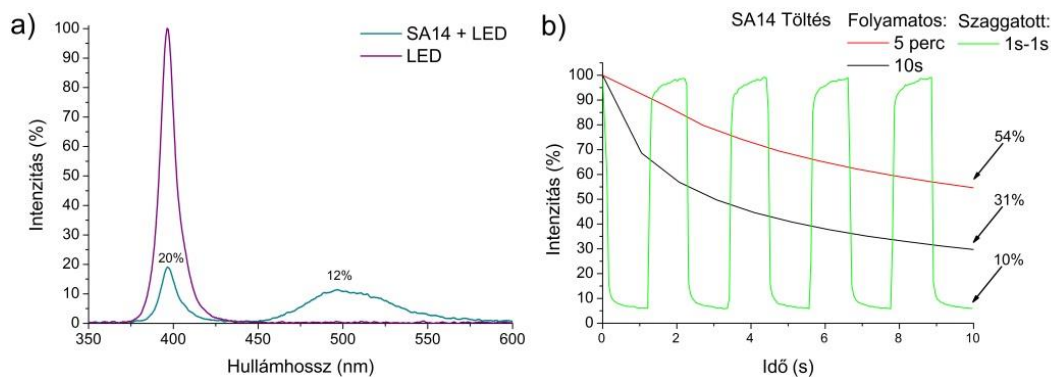 a)
SA14 + LED
LED
100
90
80
70
60
50
40
30
20
10
0
Intenzitás (%)
20%
12%
350 400 450 500 550 600
Hullámhossz (nm)
b)
SA14 Töltés Folyamatos: Szaggatott:
5 perc 1s-1s
10s
100
90
80
70
60
50
40
30
20
10
0
Intenzitás (%)
54%
31%
10%
0 2 4 6 8 10
Idő (s)